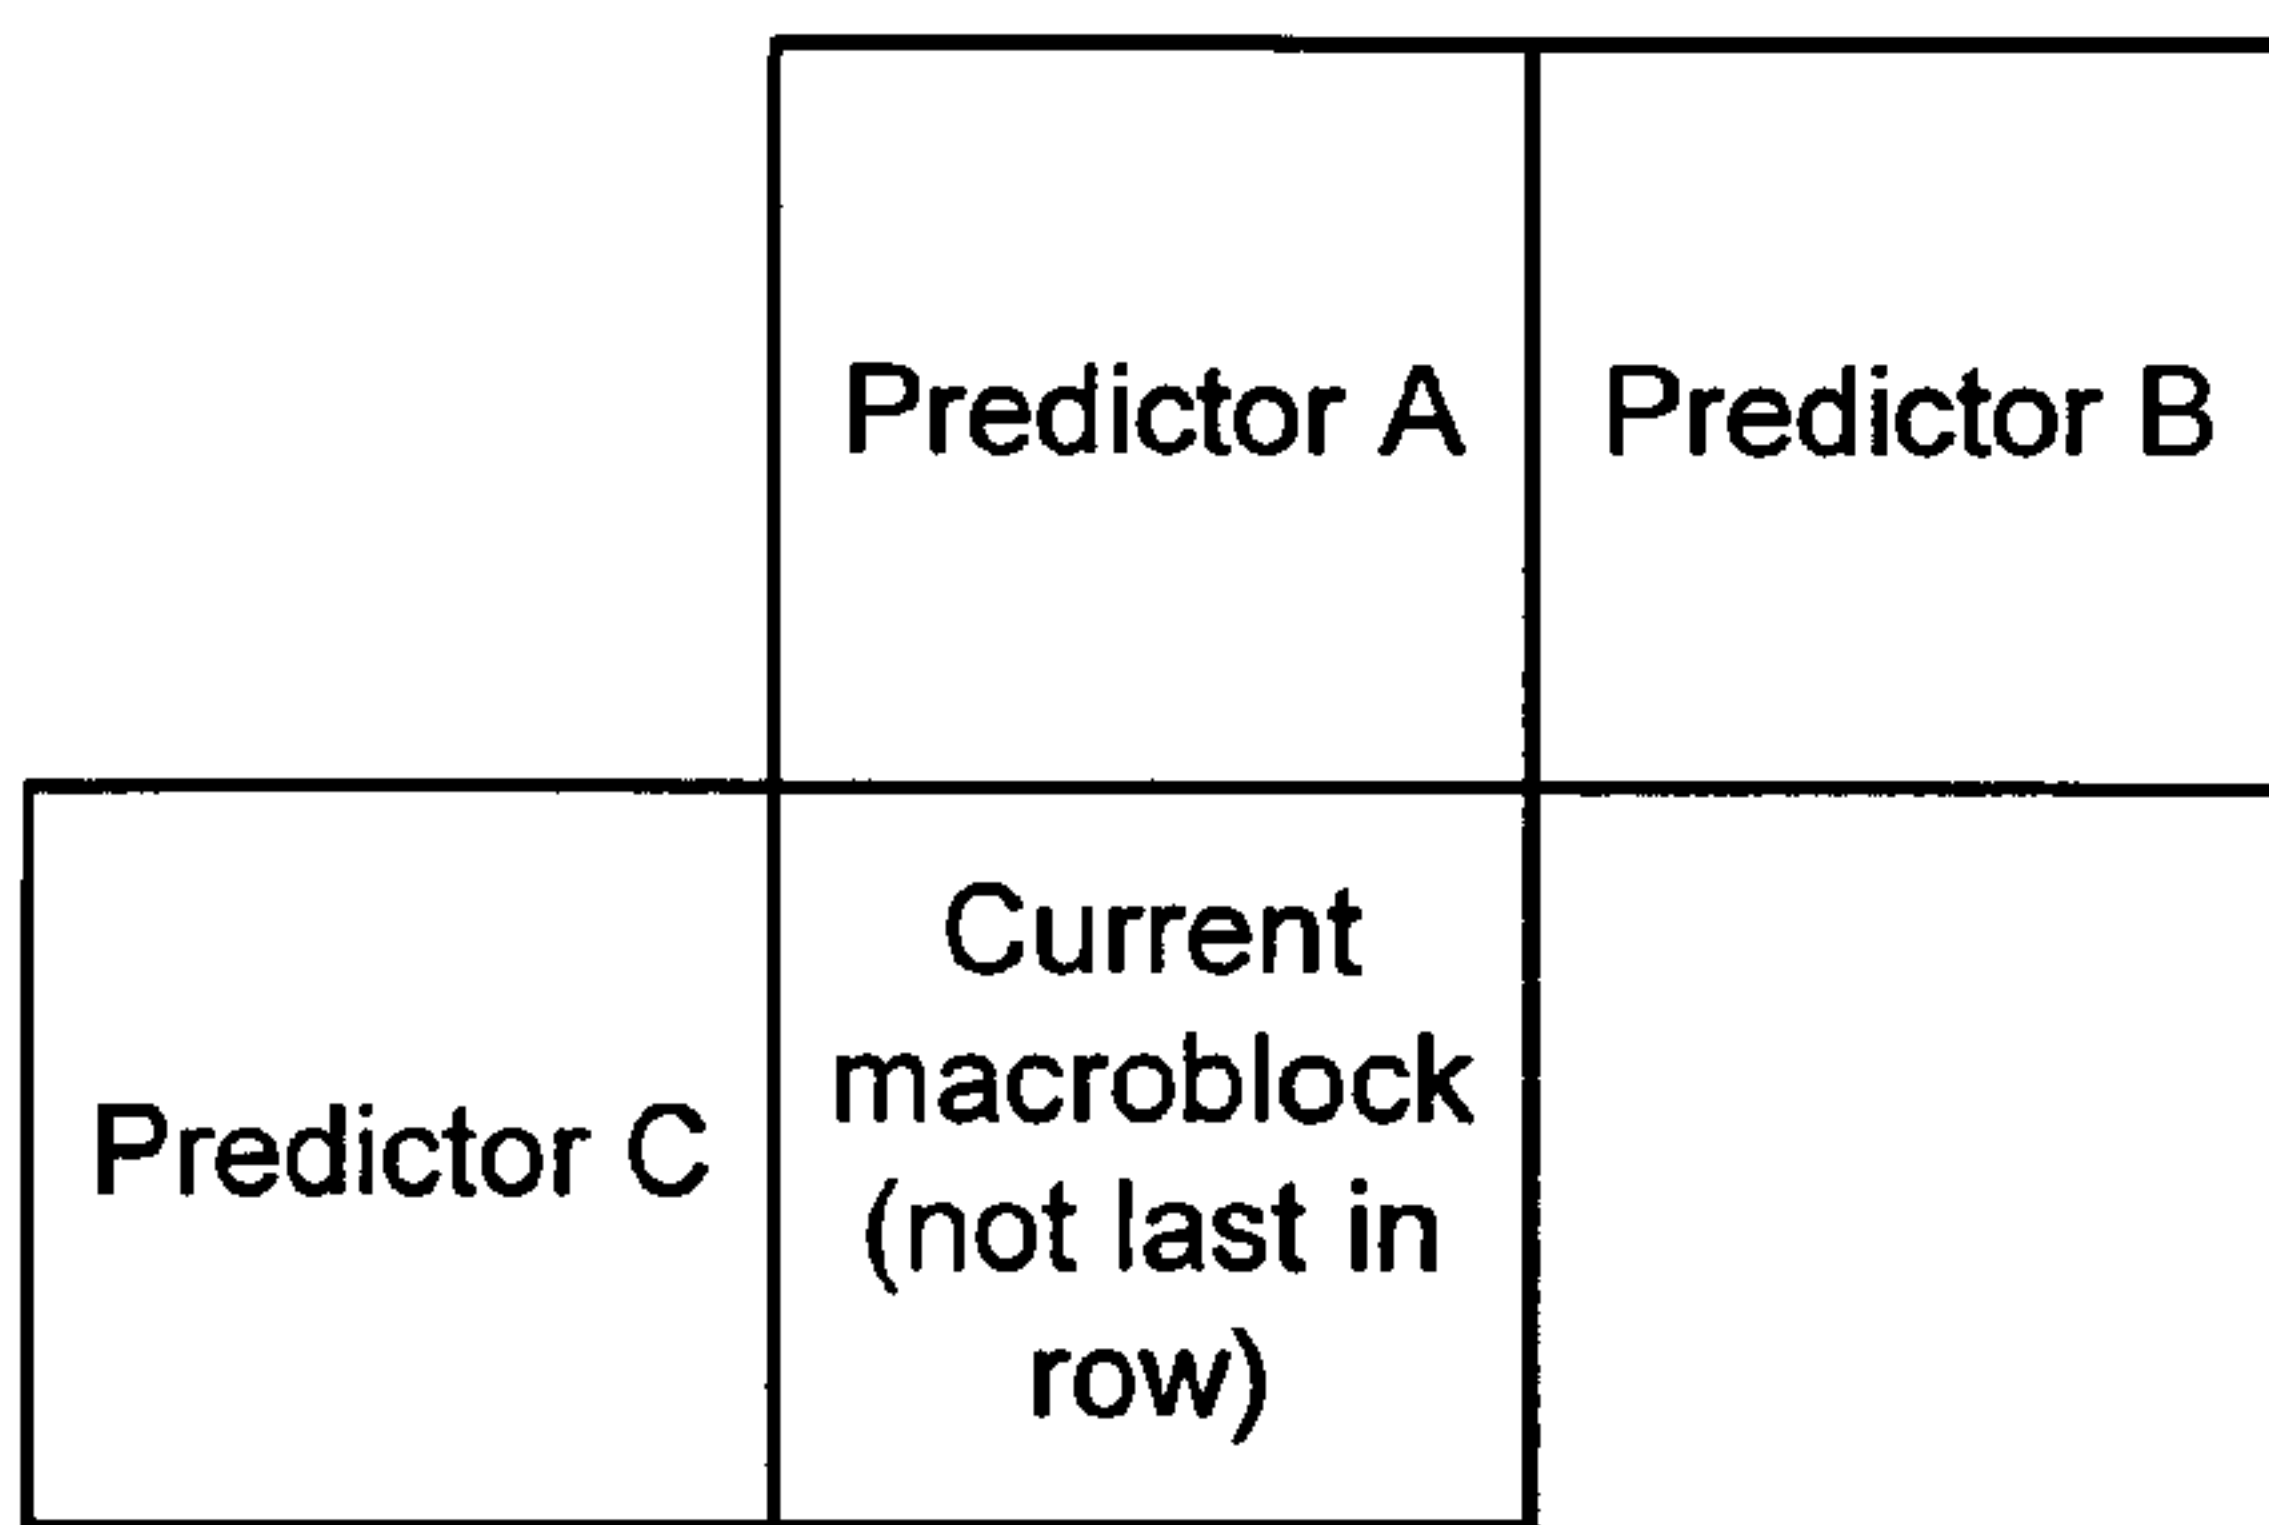 Predictor A
Predictor B
Predictor C
Current
macroblock
(not last in
row)